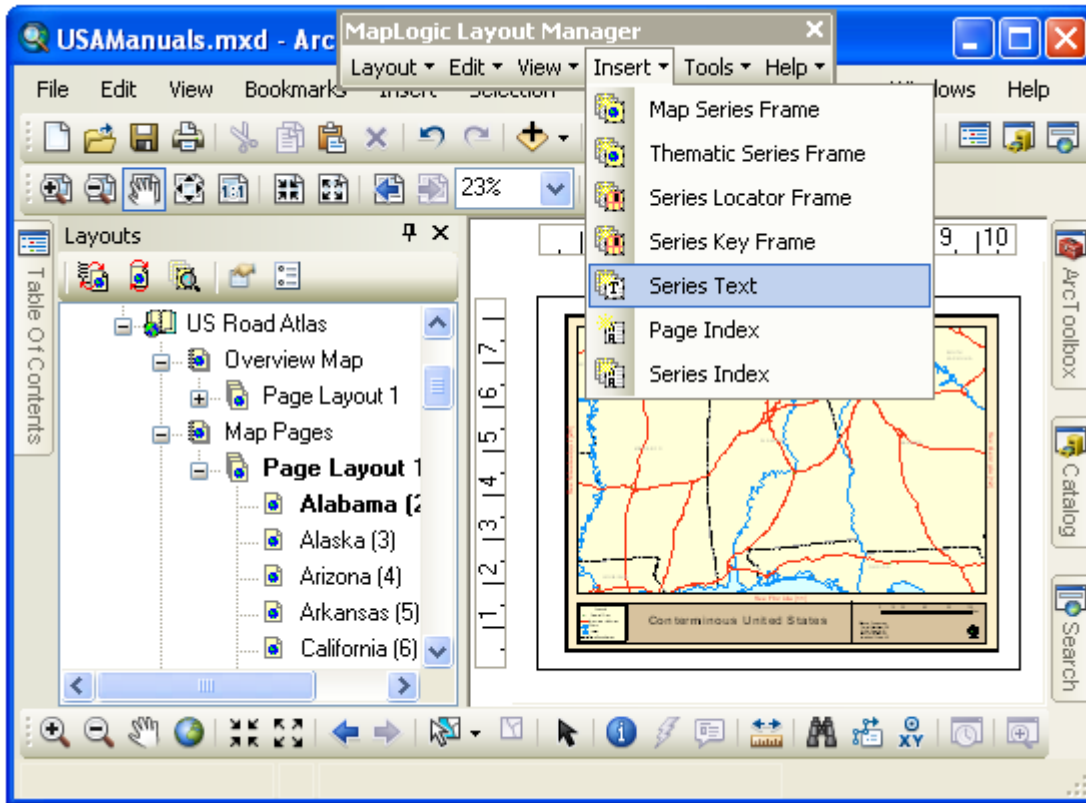 USAManuals.mxd - Arc
MapLogic Layout Manager
Layout Edit View Insert Tools Help
File Edit View Bookmarks Insert Selection Windows Help
Map Series Frame
Thematic Series Frame
Series Locator Frame
Series Key Frame
Series Text
Page Index
Series Index
1:1
23%
Layouts
US Road Atlas
Overview Map
Page Layout 1
Map Pages
Page Layout 1
Alabama (2
Alaska (3)
Arizona (4)
Arkansas (5)
California (6)
Table Of Contents
9 10
7
6
5
4
3
2
1
Conterminous United States
ArcToolbox
Catalog
Search
XY